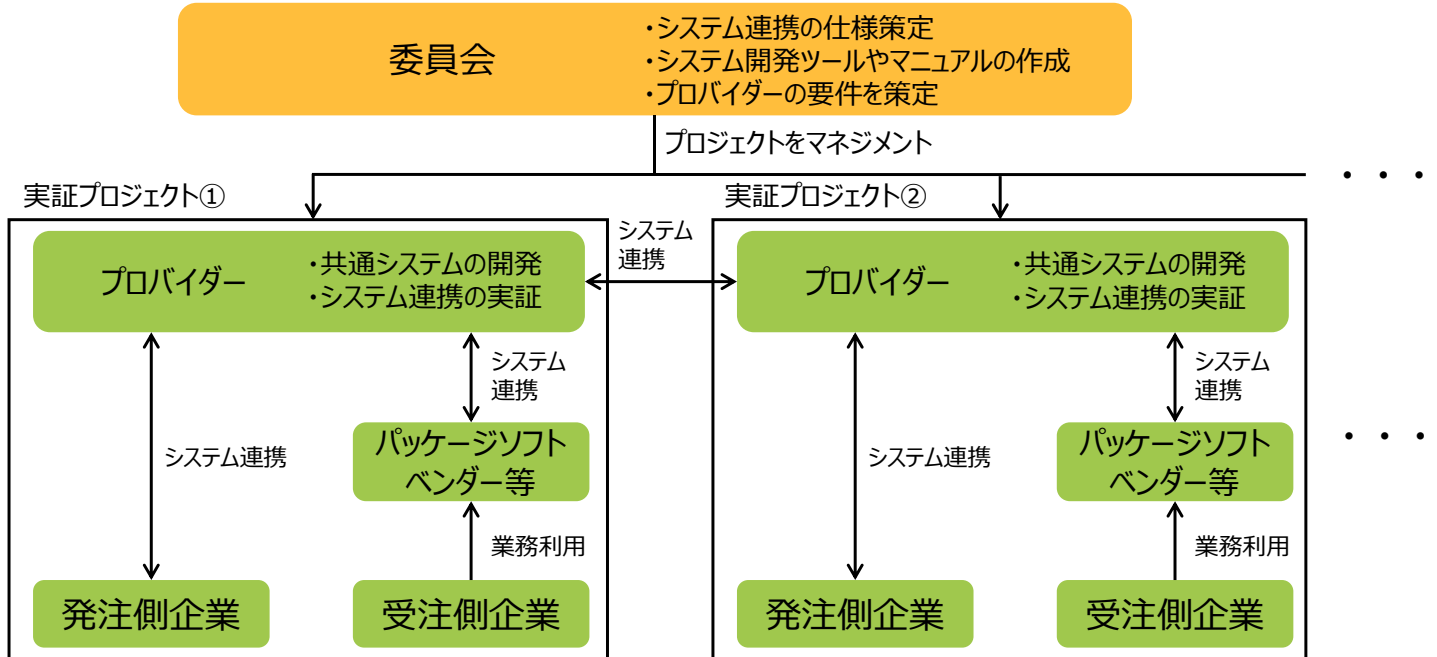 委員会
・システム連携の仕様策定
・システム開発ツールやマニュアルの作成
・プロバイダーの要件を策定
プロジェクトをマネジメント
・・・
実証プロジェクト①
プロバイダー
・共通システムの開発
・システム連携の実証
システム連携
システム
連携
パッケージソフト
ベンダー等
業務利用
発注側企業
受注側企業
システム
連携
実証プロジェクト②
プロバイダー
・共通システムの開発
・システム連携の実証
システム連携
システム
連携
パッケージソフト
ベンダー等
業務利用
発注側企業
受注側企業
・・・